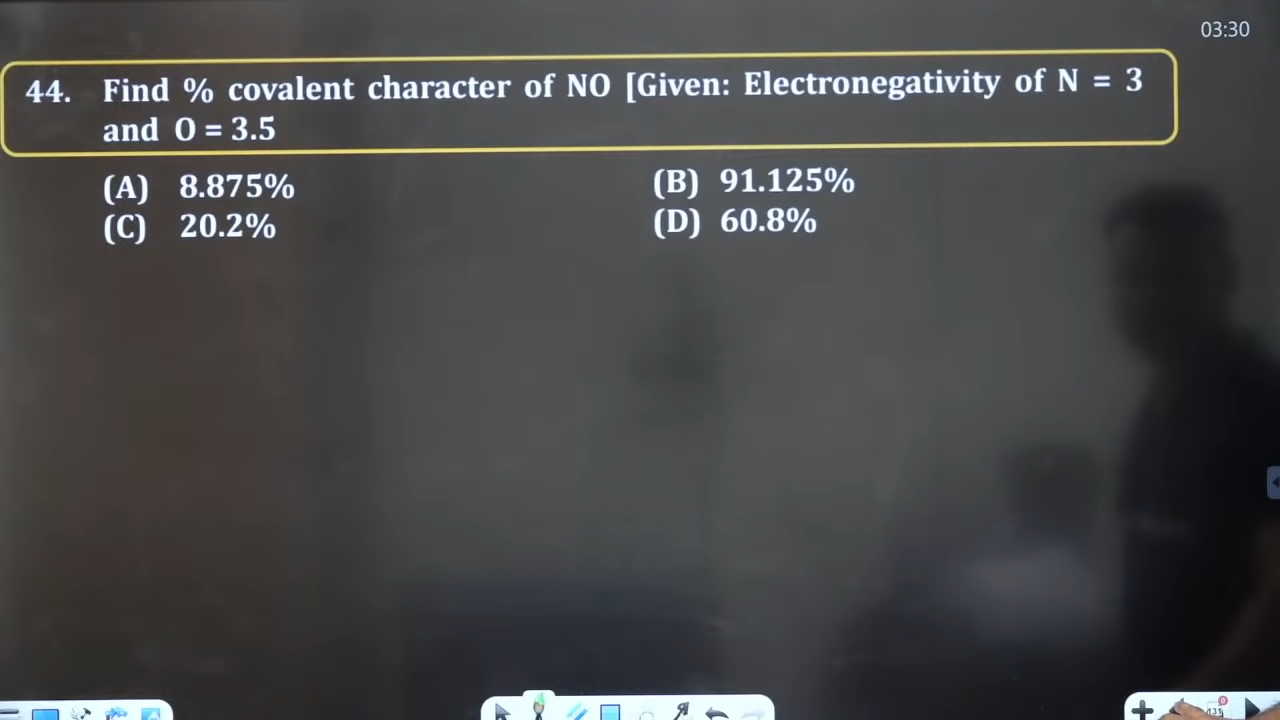 03:30
44. Find % covalent character of NO [Given: Electronegativity of N = 3
and O = 3.5
(A) 8.875% (B) 91.125%
(C) 20.2% (D) 60.8%